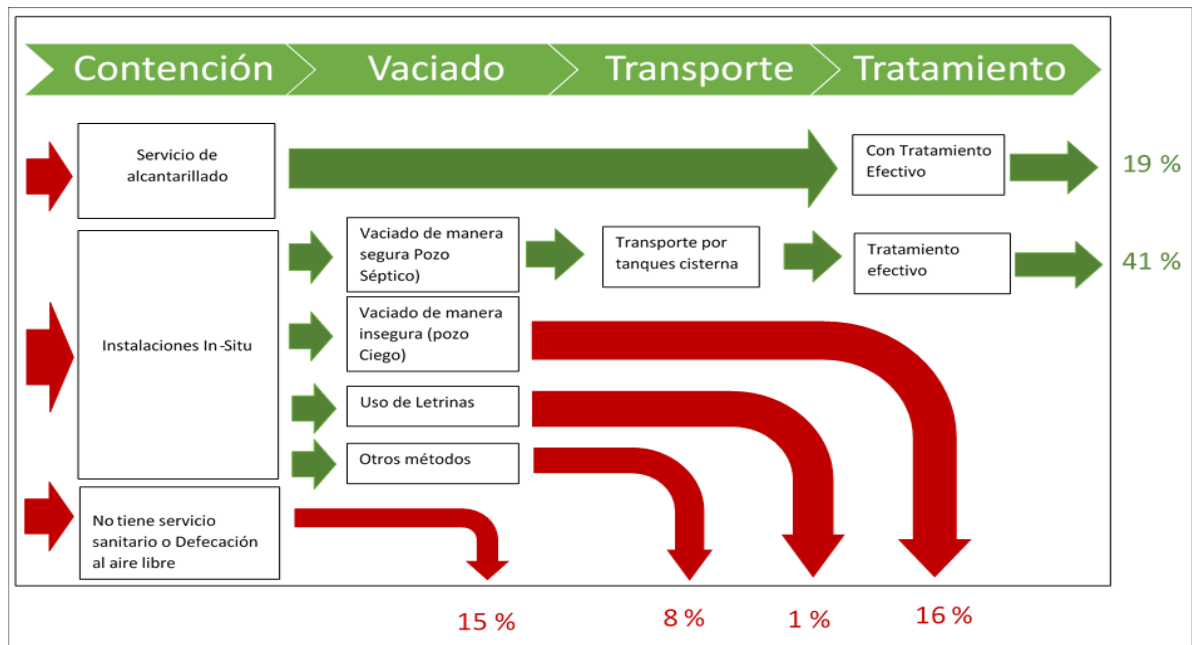 Contención Vaciado Transporte Tratamiento
Servicio de
alcantarillado
Con Tratamiento
Efectivo
19 %
Instalaciones In-Situ
Vaciado de manera
segura Pozo
Séptico)
Transporte por
tanques cisterna
Tratamiento
efectivo
41 %
Vaciado de manera
insegura (pozo
Ciego)
Uso de Letrinas
Otros métodos
No tiene servicio
sanitario o Defecación
al aire libre
15 %
8 %
1 %
16 %